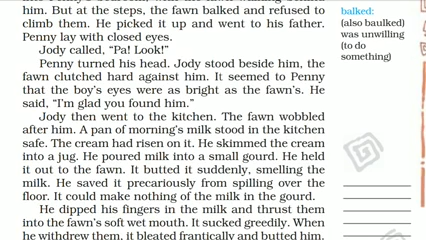 him. But at the steps, the fawn balked and refused to
climb them. He picked it up and went to his father.
Penny lay with closed eyes.
Jody called, "Pa! Look!"
Penny turned his head. Jody stood beside him, the
fawn clutched hard against him. It seemed to Penny
that the boy's eyes were as bright as the fawn's. He
said, "I'm glad you found him."
Jody then went to the kitchen. The fawn wobbled
after him. A pan of morning's milk stood in the kitchen
safe. The cream had risen on it. He skimmed the cream
into a jug. He poured milk into a small gourd. He held
it out to the fawn. It butted it suddenly, smelling the
milk. He saved it precariously from spilling over the
floor. It could make nothing of the milk in the gourd.
He dipped his fingers in the milk and thrust them
into the fawn's soft wet mouth. It sucked greedily. When
he withdrew them, it bleated frantically and butted him.
balked:
(also baulked)
was unwilling
(to do
something)